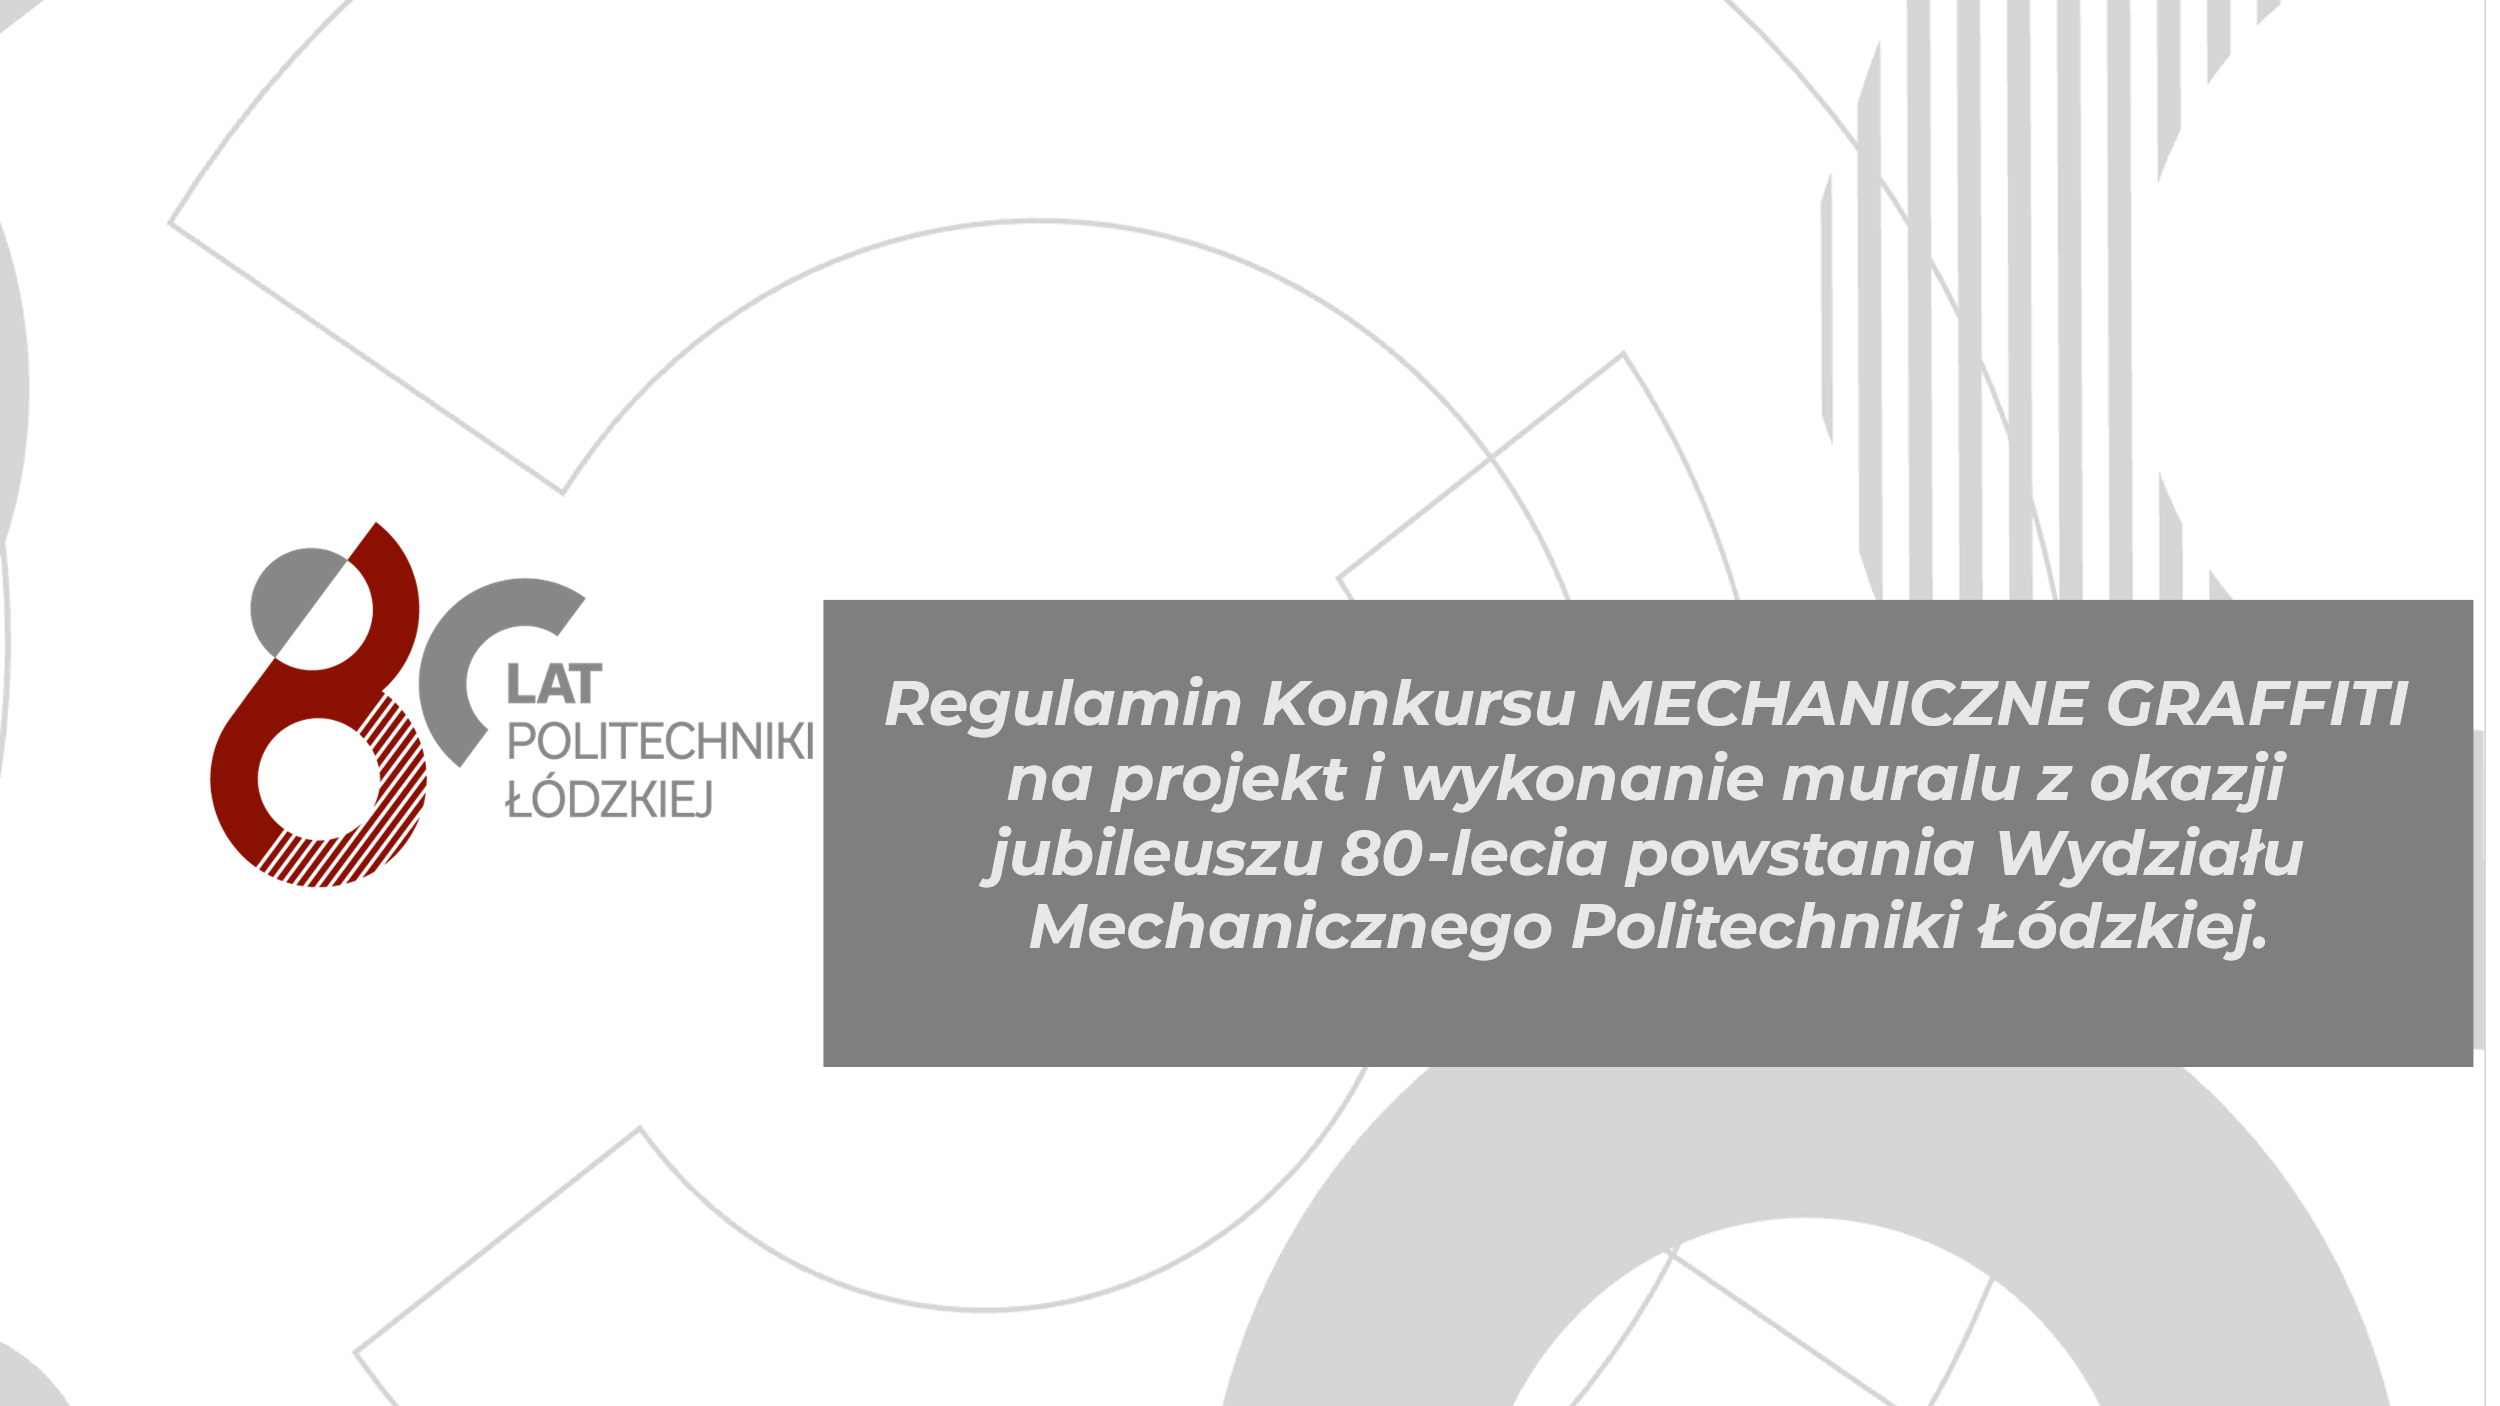 80
LAT
POLITECHNIKI
ŁÓDZKIEJ
Regulamin Konkursu MECHANICZNE GRAFFITI
na projekt i wykonanie muralu z okazji
jubileuszu 80-lecia powstania Wydziału
Mechanicznego Politechniki Łódzkiej.